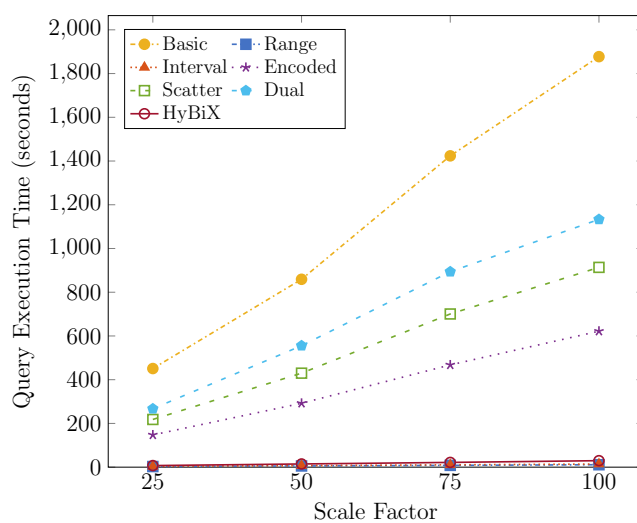 2,000
1,800
1,600
1,400
1,200
1,000
800
600
400
200
0
Query Execution Time (seconds)
Basic
Range
Interval
Encoded
Scatter
Dual
HyBiX
25
50
75
100
Scale Factor